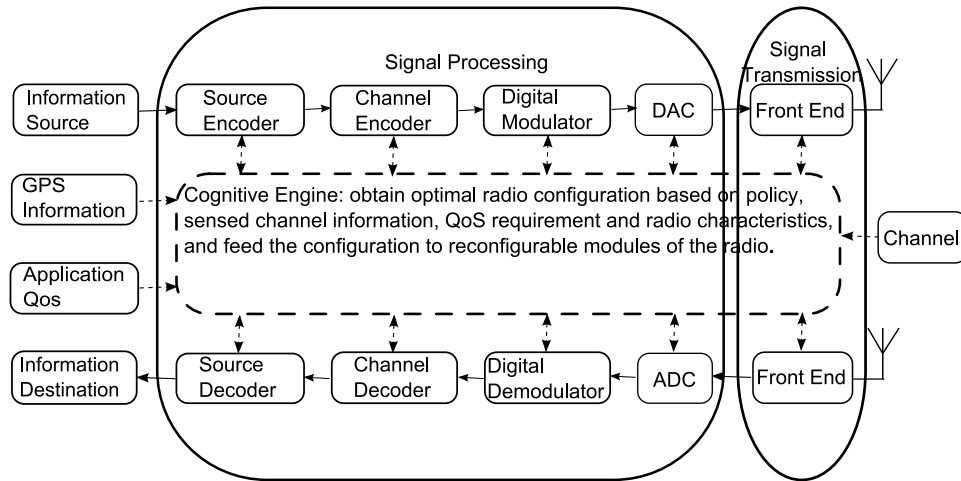 Signal Processing
Signal
Transmission
Information
Source
Source
Encoder
Channel
Encoder
Digital
Modulator
DAC
Front End
GPS
Information
Cognitive Engine: obtain optimal radio configuration based on policy,
sensed channel information, QoS requirement and radio characteristics,
and feed the configuration to reconfigurable modules of the radio.
Channel
Application
Qos
Information
Destination
Source
Decoder
Channel
Decoder
Digital
Demodulator
ADC
Front End